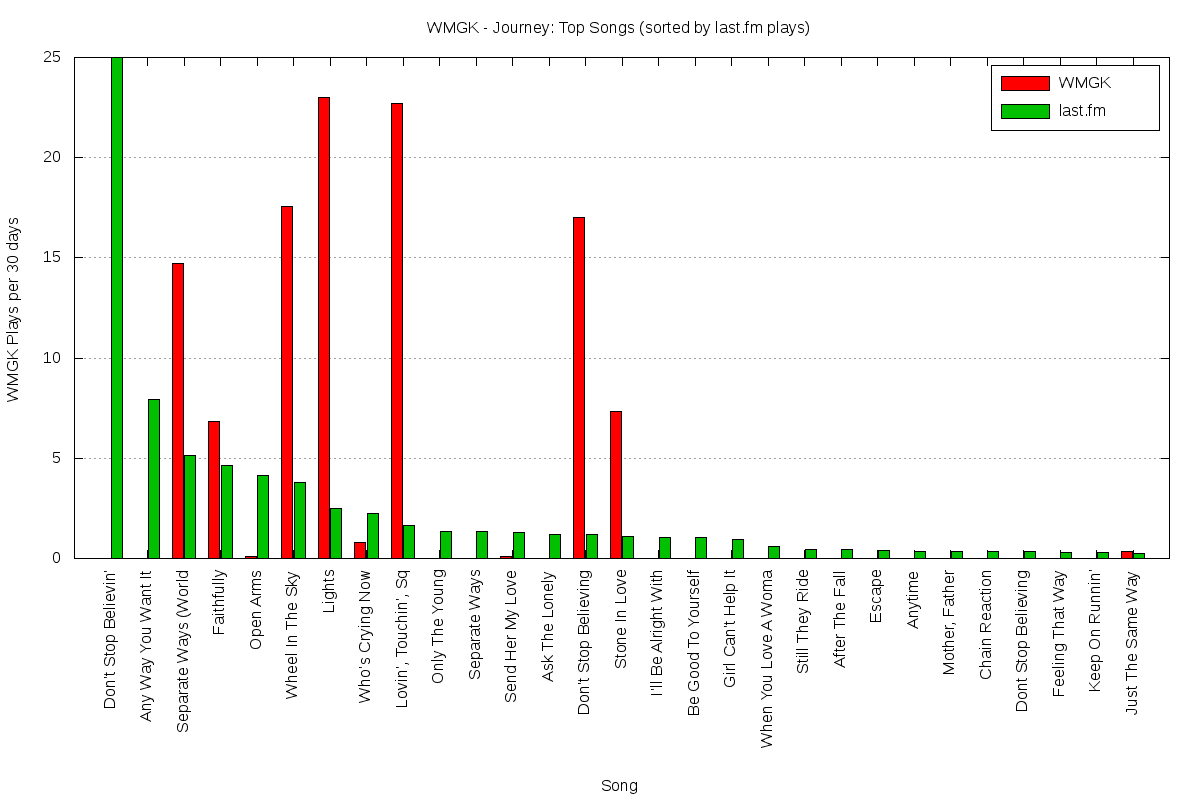 WMGK - Journey: Top Songs (sorted by last.fm plays)
WMGK
last.fm
WMGK Plays per 30 days
25
20
15
10
5
0
Don't Stop Believin'
Any Way You Want It
Separate Ways (World
Faithfully
Open Arms
Wheel In The Sky
Lights
Who's Crying Now
Lovin', Touchin', Sq
Only The Young
Separate Ways
Send Her My Love
Ask The Lonely
Don't Stop Believing
Stone In Love
I'll Be Alright With
Be Good To Yourself
Girl Can't Help It
When You Love A Woma
Still They Ride
After The Fall
Escape
Anytime
Mother, Father
Chain Reaction
Dont Stop Believing
Feeling That Way
Keep On Runnin'
Just The Same Way
Song